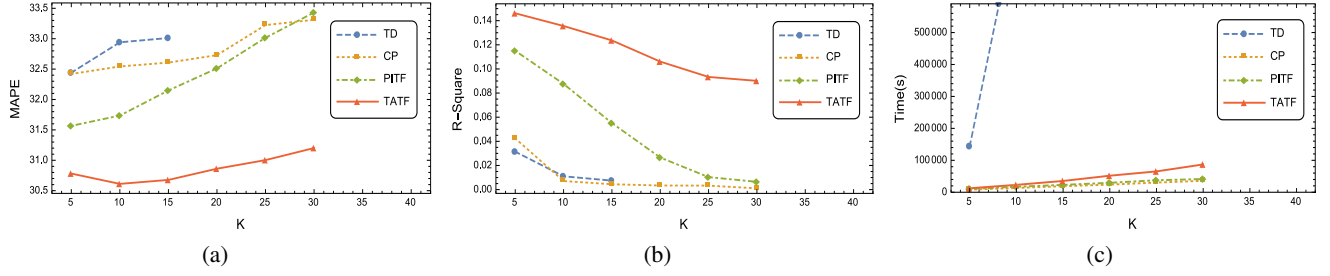 33.5
33.0
32.5
32.0
31.5
31.0
30.5
MAPE
5 10 15 20 25 30 35 40
K
TD
CP
PITF
TATF
(a)
0.14
0.12
0.10
0.08
0.06
0.04
0.02
0.00
R-Square
5 10 15 20 25 30 35 40
K
TD
CP
PITF
TATF
(b)
500 000
400 000
300 000
200 000
100 000
0
Time(s)
5 10 15 20 25 30 35 40
K
TD
CP
PITF
TATF
(c)